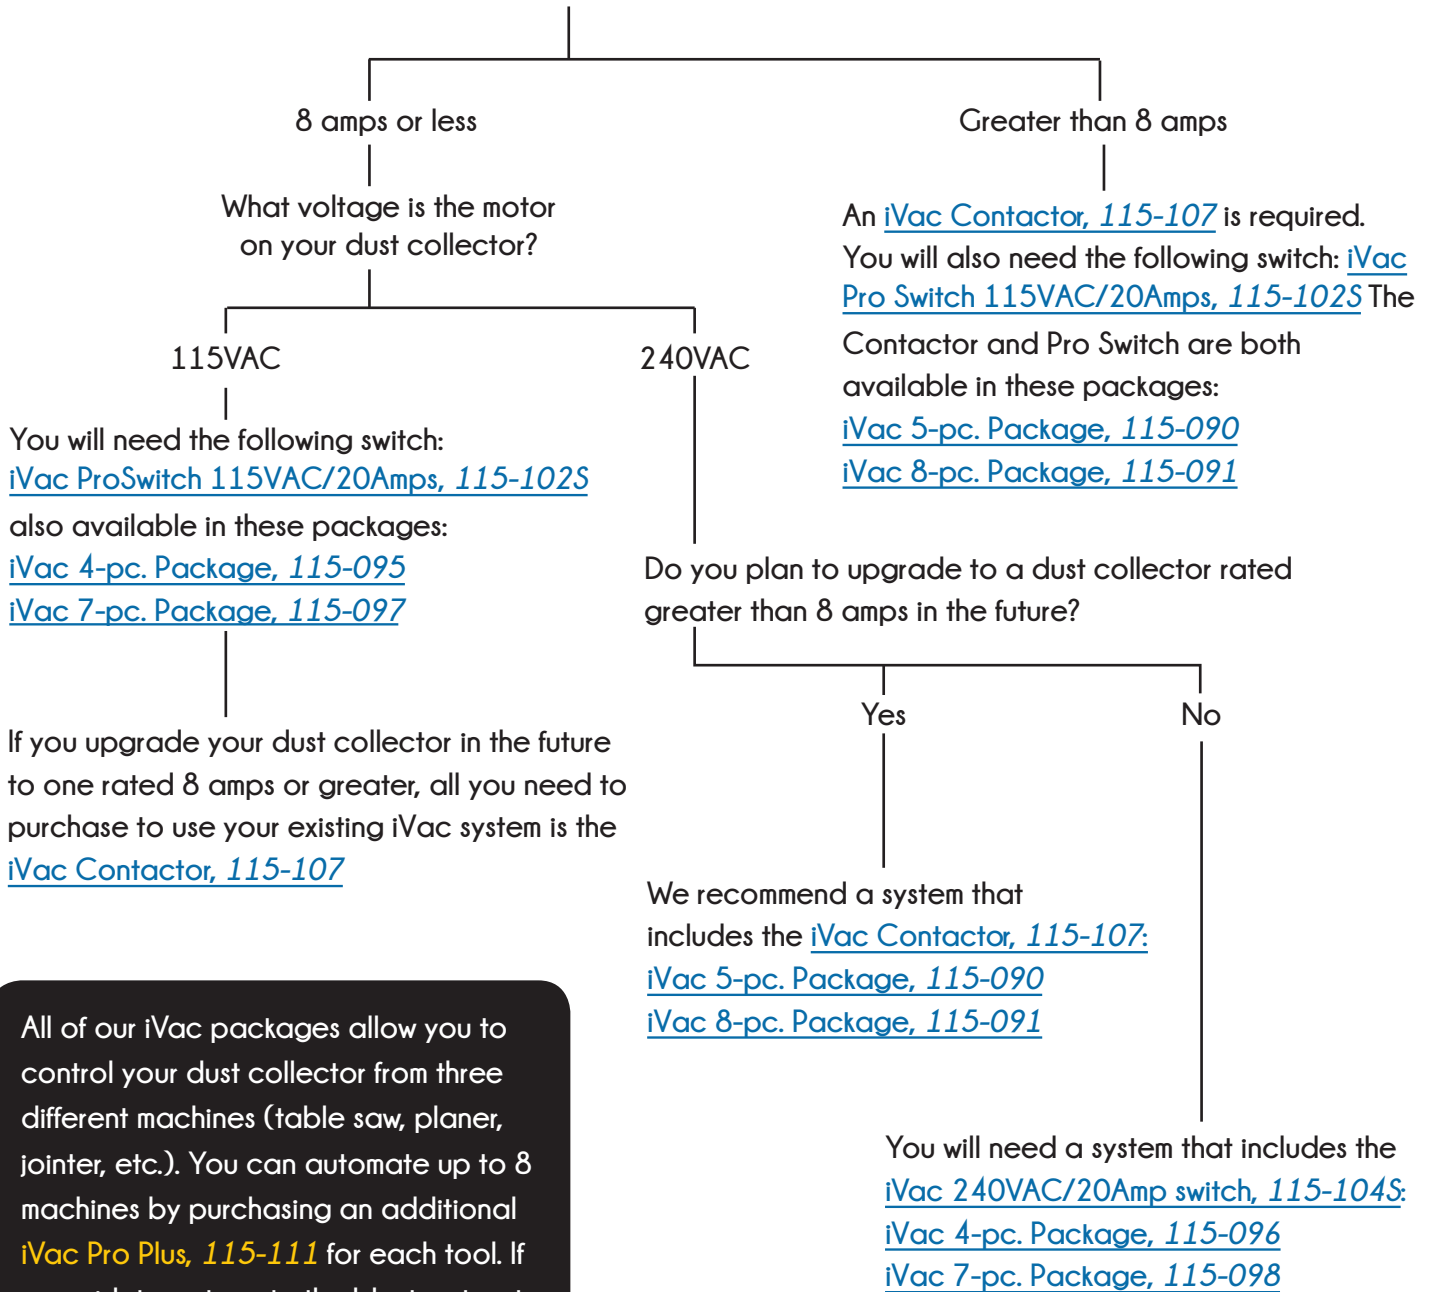 8 amps or less
Greater than 8 amps
What voltage is the motor
on your dust collector?
An iVac Contactor, 115-107 is required.
You will also need the following switch: iVac
Pro Switch 115VAC/20Amps, 115-102S The
Contactor and Pro Switch are both
available in these packages:
iVac 5-pc. Package, 115-090
iVac 8-pc. Package, 115-091
115VAC
240VAC
You will need the following switch:
iVac ProSwitch 115VAC/20Amps, 115-102S
also available in these packages:
iVac 4-pc. Package, 115-095
iVac 7-pc. Package, 115-097
If you upgrade your dust collector in the future
to one rated 8 amps or greater, all you need to
purchase to use your existing iVac system is the
iVac Contactor, 115-107
Do you plan to upgrade to a dust collector rated
greater than 8 amps in the future?
Yes
No
We recommend a system that
includes the iVac Contactor, 115-107:
iVac 5-pc. Package, 115-090
iVac 8-pc. Package, 115-091
You will need a system that includes the
iVac 240VAC/20Amp switch, 115-104S:
iVac 4-pc. Package, 115-096
iVac 7-pc. Package, 115-098
All of our iVac packages allow you to
control your dust collector from three
different machines (table saw, planer,
jointer, etc.). You can automate up to 8
machines by purchasing an additional
iVac Pro Plus, 115-111 for each tool. If